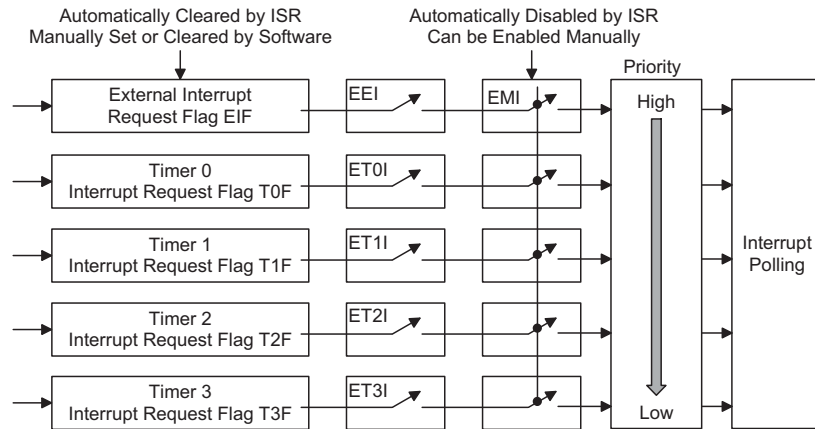 Automatically Cleared by ISR
Manually Set or Cleared by Software
Automatically Disabled by ISR
Can be Enabled Manually
Priority
External Interrupt
Request Flag EIF
EEI
EMI
High
Timer 0
Interrupt Request Flag T0F
ET0I
Timer 1
Interrupt Request Flag T1F
ET1I
Interrupt
Polling
Timer 2
Interrupt Request Flag T2F
ET2I
Timer 3
Interrupt Request Flag T3F
ET3I
Low